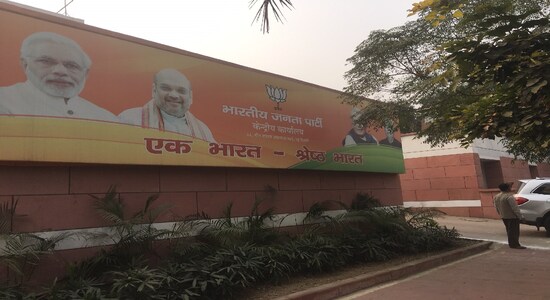 भारतीय जनता पार्टी
केन्द्रीय कार्यालय
एक भारत - श्रेष्ठ भारत